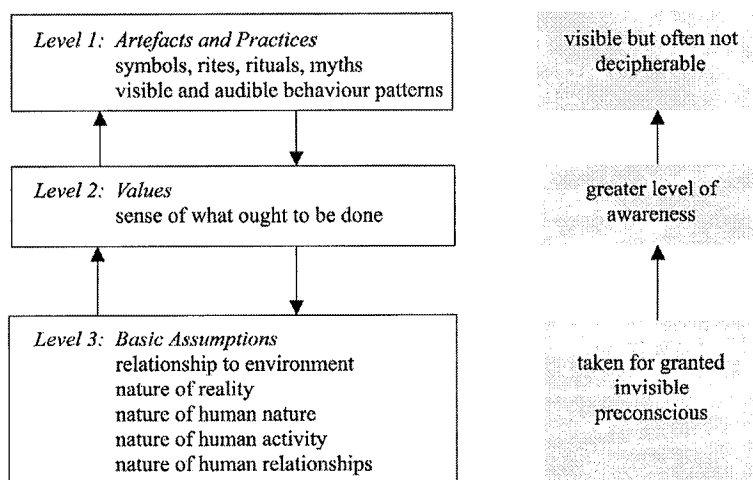 Level 1: Artefacts and Practices
symbols, rites, rituals, myths
visible and audible behaviour patterns
visible but often not
decipherable
Level 2: Values
sense of what ought to be done
greater level of
awareness
Level 3: Basic Assumptions
relationship to environment
nature of reality
nature of human nature
nature of human activity
nature of human relationships
taken for granted
invisible
preconscious